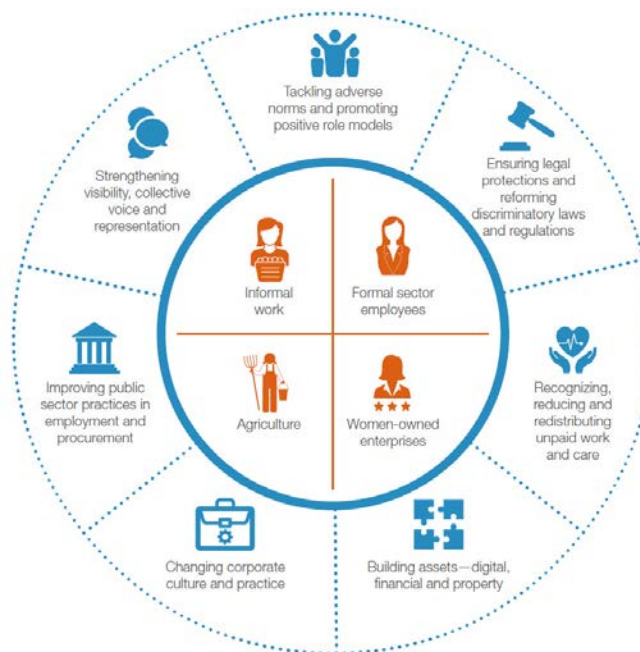 Tackling adverse
norms and promoting
positive role models
Ensuring legal
protections and
reforming
discriminatory laws
and regulations
Recognizing,
reducing and
redistributing
unpaid work
and care
Building assets—digital,
financial and property
Changing corporate
culture and practice
Improving public
sector practices in
employment and
procurement
Strengthening
visibility, collective
voice and
representation
Informal
work
Formal sector
employees
Agriculture
Women-owned
enterprises